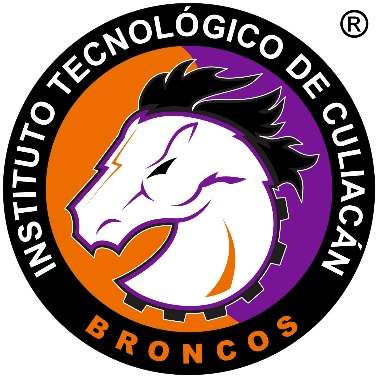 INSTITUTO TECNOLÓGICO DE CULIACÁN
BRONCOS
®